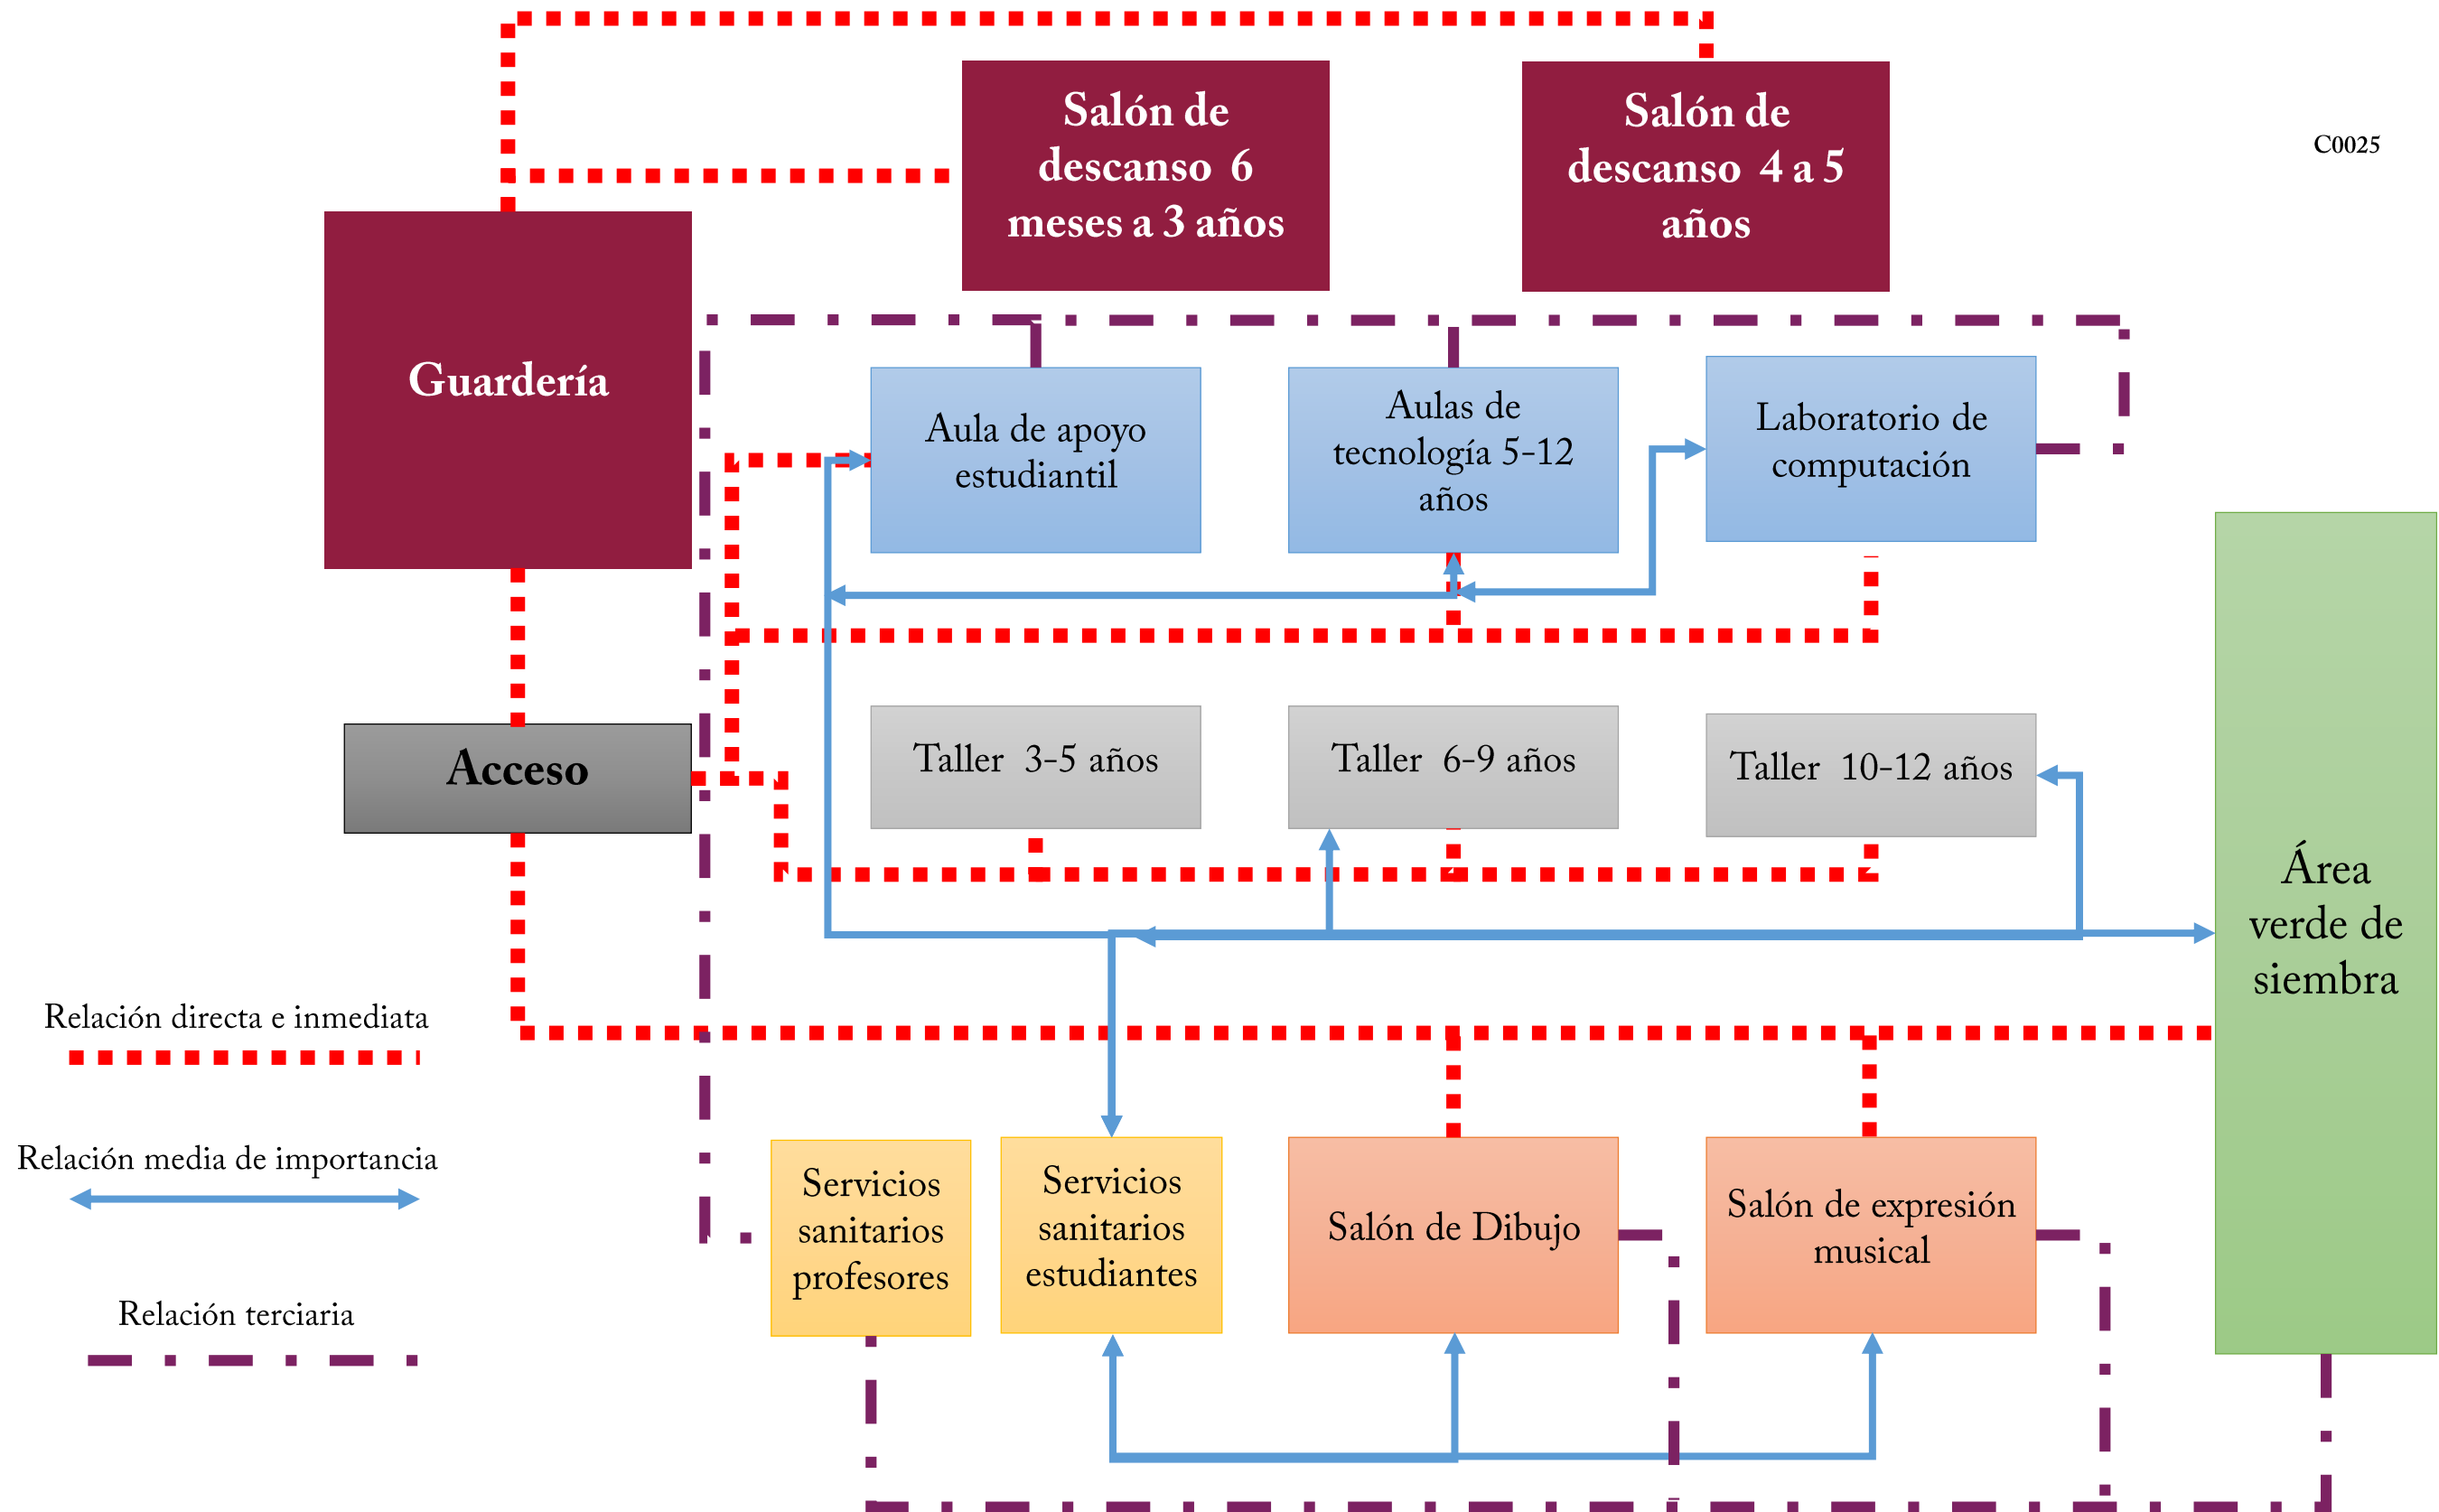 Salón de
descanso 6
meses a 3 años
Salón de
descanso 4 a 5
años
C0025
Guardería
Aula de apoyo
estudiantil
Aulas de
tecnología 5-12
años
Laboratorio de
computación
Acceso
Taller 3-5 años
Taller 6-9 años
Taller 10-12 años
Área
verde de
siembra
Relación directa e inmediata
Relación media de importancia
Relación terciaria
Servicios
sanitarios
profesores
Servicios
sanitarios
estudiantes
Salón de Dibujo
Salón de expresión
musical